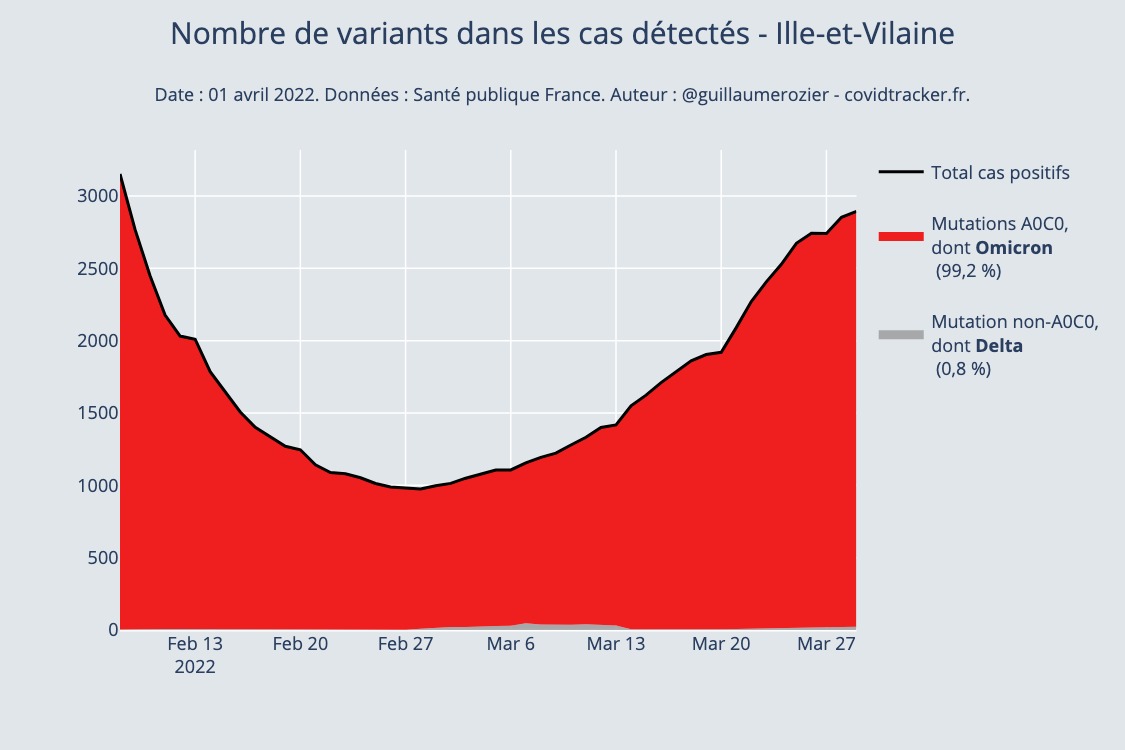 Nombre de variants dans les cas détectés - Ille-et-Vilaine
Date : 01 avril 2022. Données : Santé publique France. Auteur : @guillaumerozier - covidtracker.fr.
Total cas positifs
Mutations A0C0,
dont Omicron
(99,2 %)
Mutation non-A0C0,
dont Delta
(0,8 %)
3000
2500
2000
1500
1000
500
0
Feb 13
2022
Feb 20
Feb 27
Mar 6
Mar 13
Mar 20
Mar 27